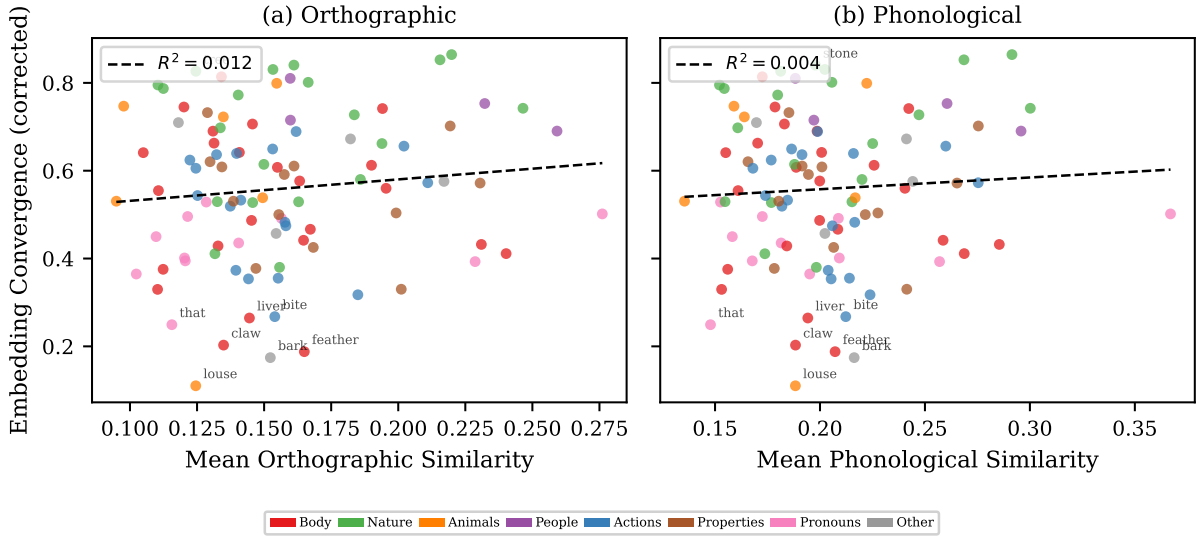 (a) Orthographic
(b) Phonological
Embedding Convergence (corrected)
R² = 0.012
R² = 0.004
stone
0.8
0.6
0.4
0.2
that
liver
bite
claw
feather
bark
louse
that
liver
bite
claw
feather
bark
louse
0.100 0.125 0.150 0.175 0.200 0.225 0.250 0.275
0.15 0.20 0.25 0.30 0.35
Mean Orthographic Similarity
Mean Phonological Similarity
Body Nature Animals People Actions Properties Pronouns Other